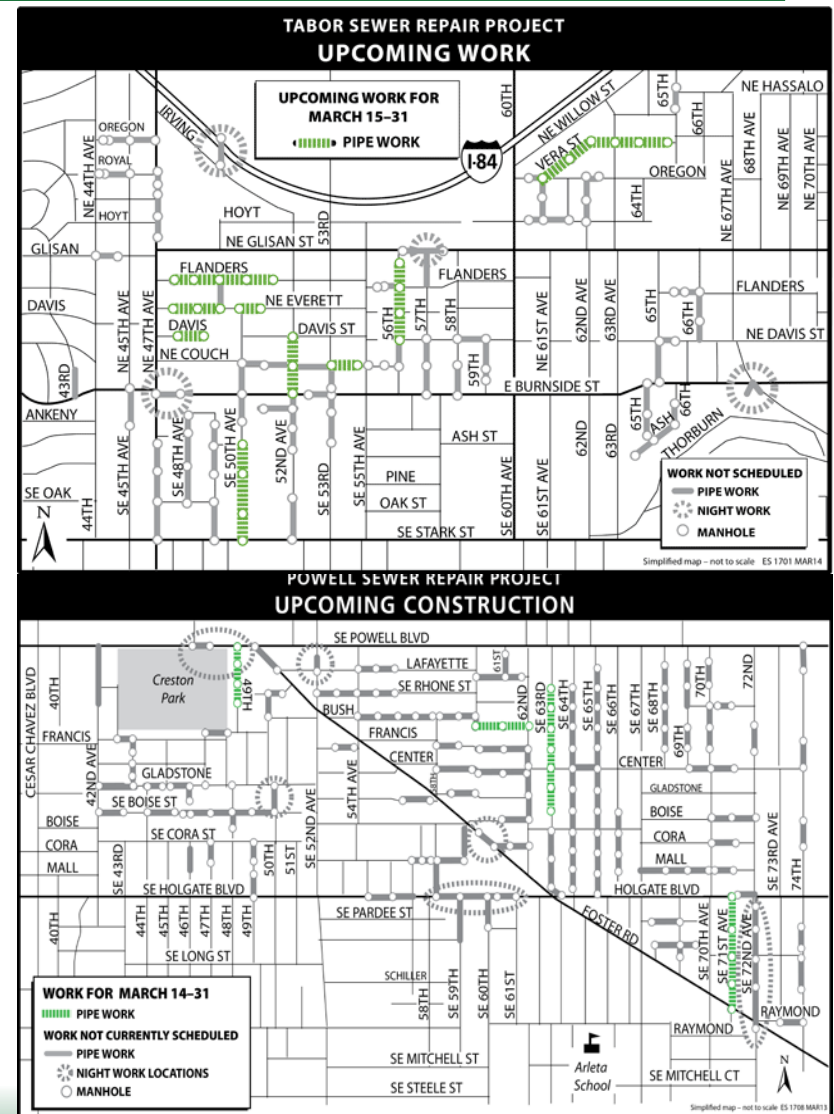 TABOR SEWER REPAIR PROJECT
UPCOMING WORK
UPCOMING WORK FOR
MARCH 15–31
PIPE WORK
I-84
60TH
NE WILLOW ST
65TH
66TH
NE HASSALO
OREGON
IRVING
VERA ST
NE 44TH AVE
ROYAL
OREGON
64TH
NE 67TH AVE
68TH AVE
NE 69TH AVE
NE 70TH AVE
HOYT
HOYT
53RD
GLISAN
NE GLISAN ST
FLANDERS
FLANDERS
FLANDERS
DAVIS
NE 45TH AVE
NE 47TH AVE
NE EVERETT
DAVIS
DAVIS ST
56TH
57TH
58TH
NE 61ST AVE
62ND AVE
63RD AVE
65TH
66TH
NE DAVIS ST
NE COUCH
43RD
59TH
E BURNSIDE ST
ANKENY
65TH
66TH
ASH
THORBURN
SE 45TH AVE
SE 48TH AVE
SE 50TH AVE
52ND AVE
SE 53RD
SE 55TH AVE
ASH ST
62ND
63RD
PINE
SE 60TH AVE
SE 61ST AVE
SE OAK
44TH
OAK ST
N
SE STARK ST
WORK NOT SCHEDULED
PIPE WORK
NIGHT WORK
MANHOLE
Simplified map – not to scale ES 1701 MAR14
POWELL SEWER REPAIR PROJECT
UPCOMING CONSTRUCTION
SE POWELL BLVD
CESAR CHAVEZ BLVD
40TH
Creston
Park
49TH
LAFAYETTE
61ST
SE RHONE ST
62ND
SE 63RD
SE 64TH
SE 65TH
SE 66TH
SE 67TH
SE 68TH
69TH
70TH
72ND
BUSH
FRANCIS
FRANCIS
42ND AVE
GLADSTONE
CENTER
CENTER
54TH AVE
58TH
SE BOISE ST
GLADSTONE
BOISE
BOISE
SE CORA ST
CORA
CORA
MALL
MALL
SE 43RD
50TH
51ST
SE 52ND AVE
SE 73RD AVE
74TH
SE HOLGATE BLVD
HOLGATE BLVD
40TH
44TH
45TH
46TH
47TH
48TH
49TH
SE PARDEE ST
FOSTER RD
SE 70TH AVE
SE 71ST AVE
SE 72ND AVE
SE LONG ST
SCHILLER
58TH
SE 59TH
SE 60TH
SE 61ST
RAYMOND
RAYMOND
WORK FOR MARCH 14–31
PIPE WORK
WORK NOT CURRENTLY SCHEDULED
PIPE WORK
NIGHT WORK LOCATIONS
MANHOLE
SE MITCHELL ST
SE STEELE ST
Arleta
School
SE MITCHELL CT
N
Simplified map – not to scale ES 1708 MAR13